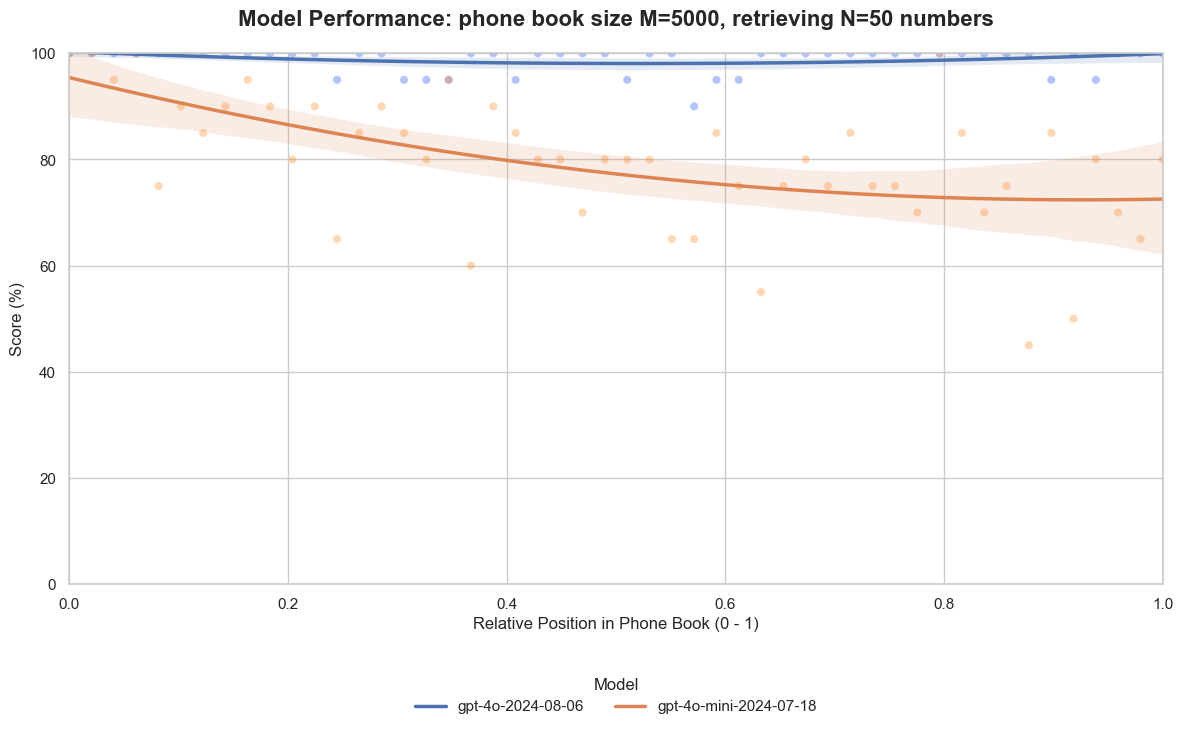 Model Performance: phone book size M=5000, retrieving N=50 numbers
100
80
60
40
20
0
Score (%)
0.0 0.2 0.4 0.6 0.8 1.0
Relative Position in Phone Book (0 - 1)
Model
gpt-4o-2024-08-06 gpt-4o-mini-2024-07-18